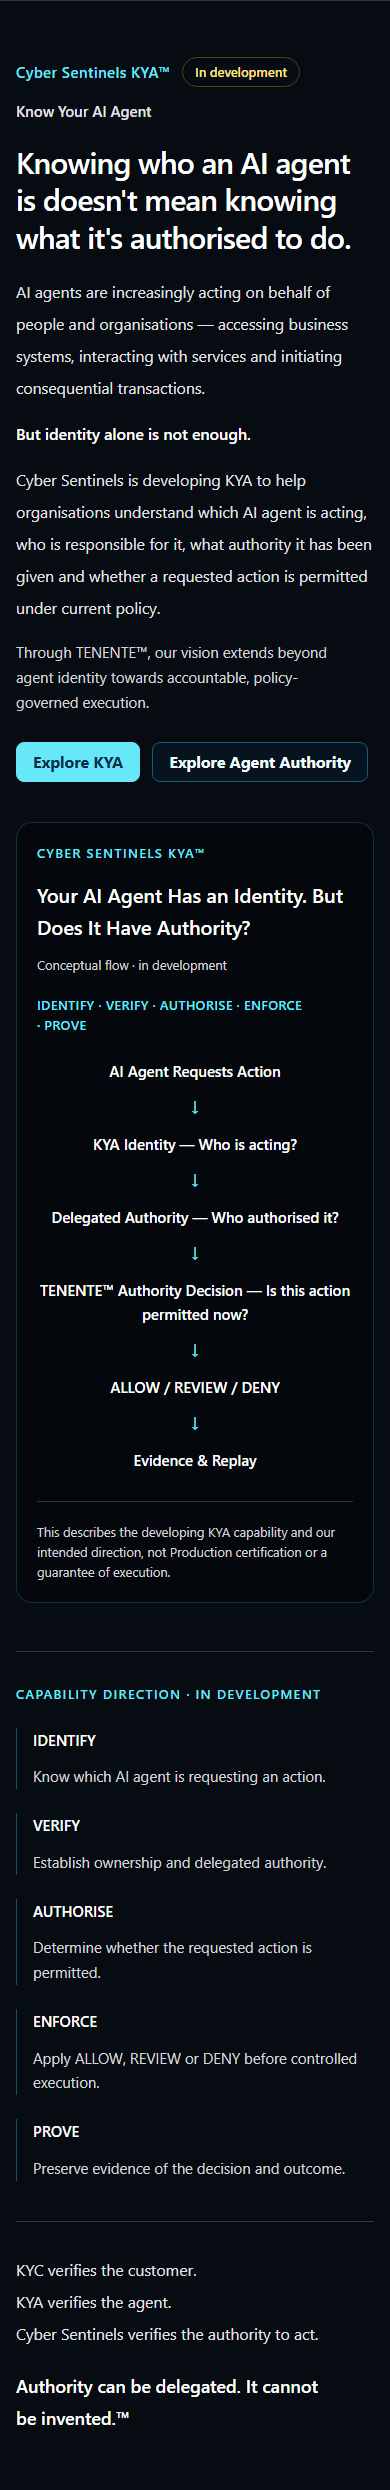 Cyber Sentinels KYA™ In development
Know Your AI Agent
Knowing who an AI agent
is doesn't mean knowing
what it's authorised to do.
AI agents are increasingly acting on behalf of
people and organisations — accessing business
systems, interacting with services and initiating
consequential transactions.
But identity alone is not enough.
Cyber Sentinels is developing KYA to help
organisations understand which AI agent is acting,
who is responsible for it, what authority it has been
given and whether a requested action is permitted
under current policy.
Through TENENTE™, our vision extends beyond
agent identity towards accountable, policy-
governed execution.
Explore KYA Explore Agent Authority
CYBER SENTINELS KYA™
Your AI Agent Has an Identity. But
Does It Have Authority?
Conceptual flow · in development
IDENTIFY · VERIFY · AUTHORISE · ENFORCE
· PROVE
AI Agent Requests Action
↓
KYA Identity — Who is acting?
↓
Delegated Authority — Who authorised it?
↓
TENENTE™ Authority Decision — Is this action
permitted now?
↓
ALLOW / REVIEW / DENY
↓
Evidence & Replay
This describes the developing KYA capability and our
intended direction, not Production certification or a
guarantee of execution.
CAPABILITY DIRECTION · IN DEVELOPMENT
IDENTIFY
Know which AI agent is requesting an action.
VERIFY
Establish ownership and delegated authority.
AUTHORISE
Determine whether the requested action is
permitted.
ENFORCE
Apply ALLOW, REVIEW or DENY before controlled
execution.
PROVE
Preserve evidence of the decision and outcome.
KYC verifies the customer.
KYA verifies the agent.
Cyber Sentinels verifies the authority to act.
Authority can be delegated. It cannot
be invented.™